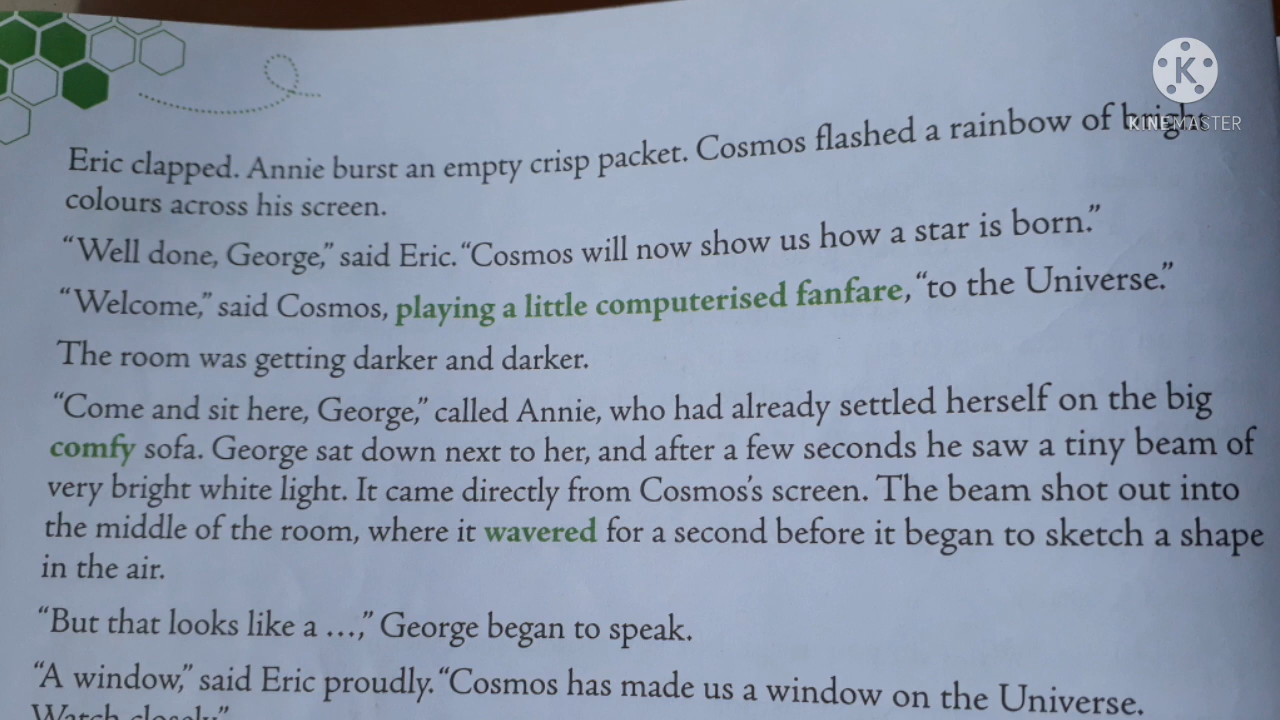 K
KINEMASTER
Eric clapped. Annie burst an empty crisp packet. Cosmos flashed a rainbow of
colours across his screen.
“Well done, George,” said Eric. “Cosmos will now show us how a star is born.”
“Welcome,” said Cosmos, playing a little computerised fanfare, “to the Universe.”
The room was getting darker and darker.
“Come and sit here, George,” called Annie, who had already settled herself on the big
comfy sofa. George sat down next to her, and after a few seconds he saw a tiny beam of
very bright white light. It came directly from Cosmos’s screen. The beam shot out into
the middle of the room, where it wavered for a second before it began to sketch a shape
in the air.
“But that looks like a ...,” George began to speak.
“A window,” said Eric proudly. “Cosmos has made us a window on the Universe.
Watch closely.”